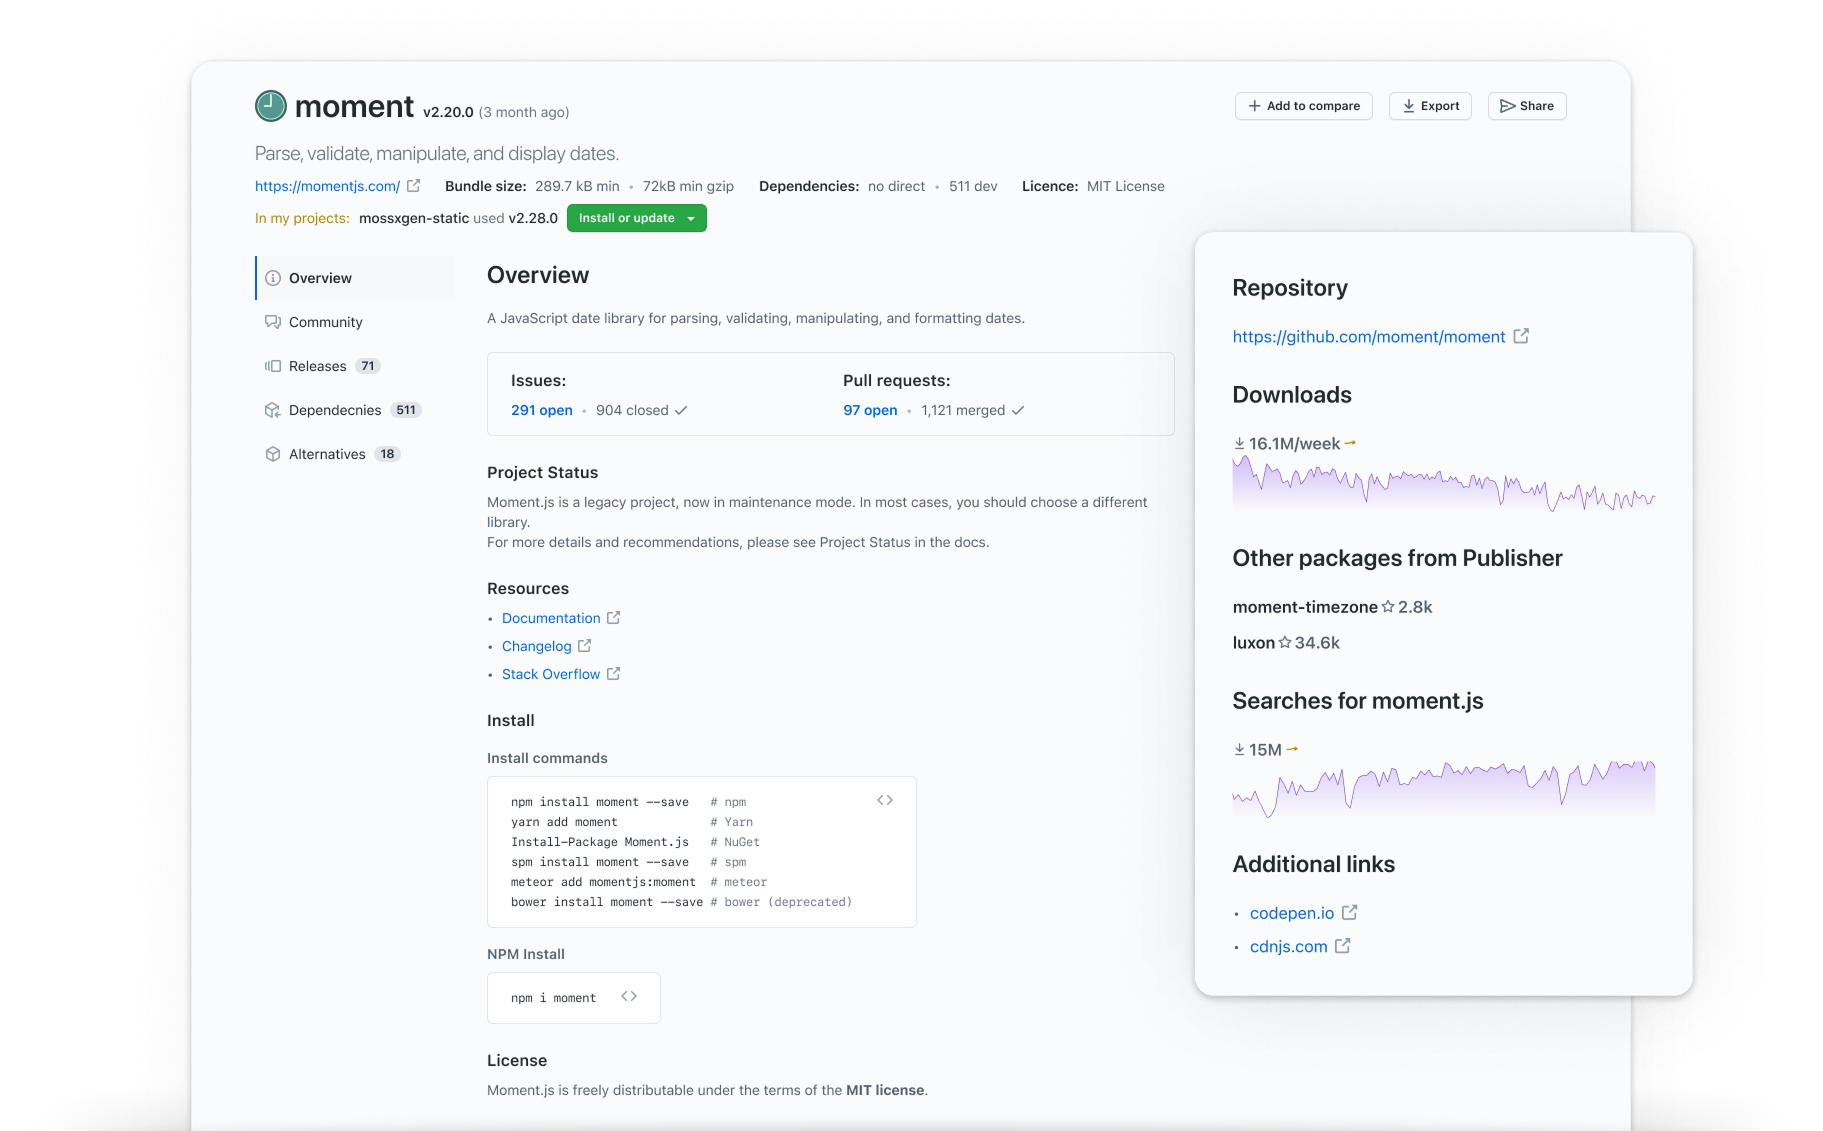 moment v2.20.0 (3 month ago)
Add to compare
Export
Share
Parse, validate, manipulate, and display dates.
https://momentjs.com/ Bundle size: 289.7 kB min • 72kB min gzip Dependencies: no direct • 511 dev Licence: MIT License
In my projects: mossxgen-static used v2.28.0 Install or update
Overview
Community
Releases 71
Dependecnies 511
Alternatives 18
Overview
A JavaScript date library for parsing, validating, manipulating, and formatting dates.
Issues:
291 open • 904 closed
Pull requests:
97 open • 1,121 merged
Project Status
Moment.js is a legacy project, now in maintenance mode. In most cases, you should choose a different
library.
For more details and recommendations, please see Project Status in the docs.
Resources
• Documentation
• Changelog
• Stack Overflow
Install
Install commands
npm install moment --save # npm
yarn add moment # Yarn
Install-Package Moment.js # NuGet
spm install moment --save # spm
meteor add momentjs:moment # meteor
bower install moment --save # bower (deprecated)
NPM Install
npm i moment
License
Moment.js is freely distributable under the terms of the MIT license.
Repository
https://github.com/moment/moment
Downloads
16.1M/week
Other packages from Publisher
moment-timezone 2.8k
luxon 34.6k
Searches for moment.js
15M
Additional links
• codepen.io
• cdnjs.com